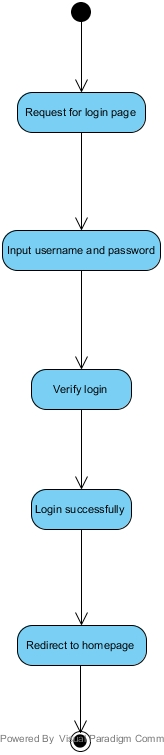 Request for login page
Input username and password
Verify login
Login successfully
Redirect to homepage
Powered By Visual Paradigm Comm